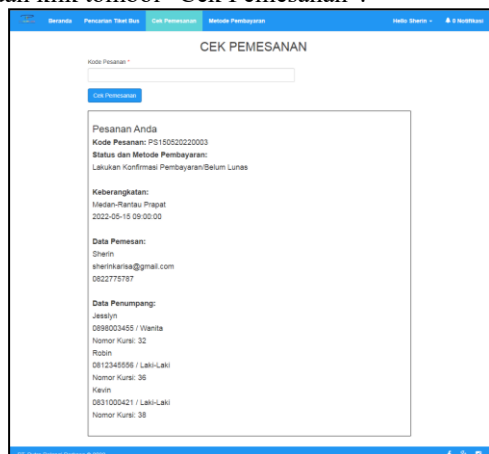 dan klik tombol "Cek Pemesanan".
Beranda Pencarian Tiket Bus Cek Pemesanan Metode Pembayaran Hello Sherin 0 Notifikasi
CEK PEMESANAN
Kode Pesanan *
Cek Pemesanan
Pesanan Anda
Kode Pesanan: PS150520220003
Status dan Metode Pembayaran:
Lakukan Konfirmasi Pembayaran/Belum Lunas
Keberangkatan:
Medan-Rantau Prapat
2022-05-15 09:00:00
Data Pemesan:
Sherin
sherinkarisa@gmail.com
0822775787
Data Penumpang:
Jesslyn
0898003455 / Wanita
Nomor Kursi: 32
Robin
0812345556 / Laki-Laki
Nomor Kursi: 36
Kevin
0831000421 / Laki-Laki
Nomor Kursi: 38